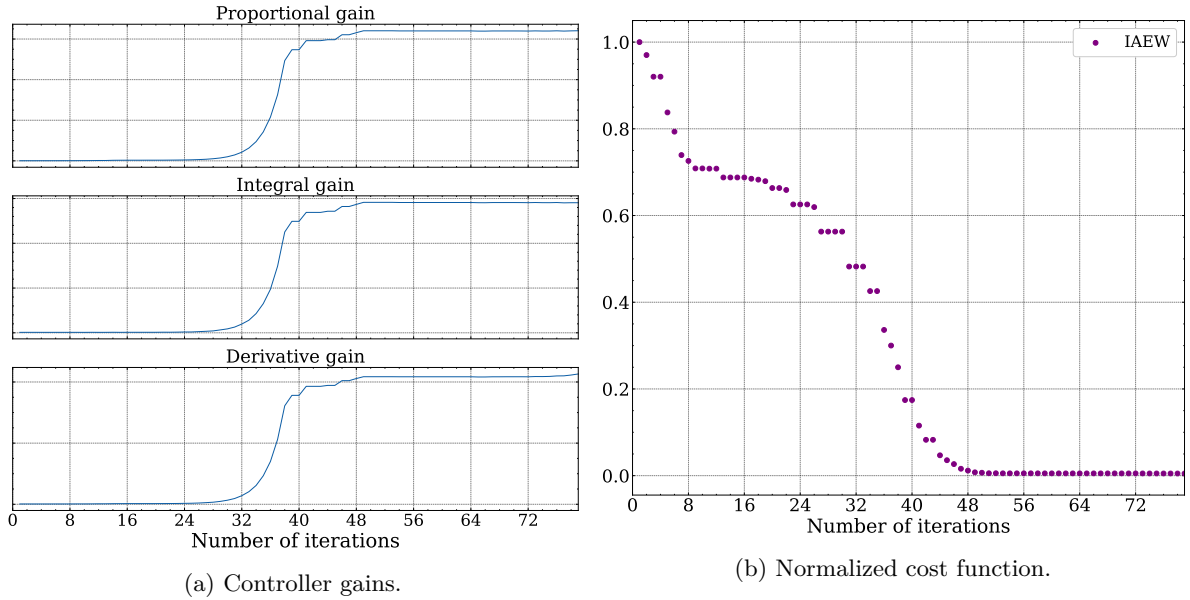 Proportional gain
Integral gain
Derivative gain
0 8 16 24 32 40 48 56 64 72
Number of iterations
(a) Controller gains.
1.0
0.8
0.6
0.4
0.2
0.0
IAEW
0 8 16 24 32 40 48 56 64 72
Number of iterations
(b) Normalized cost function.